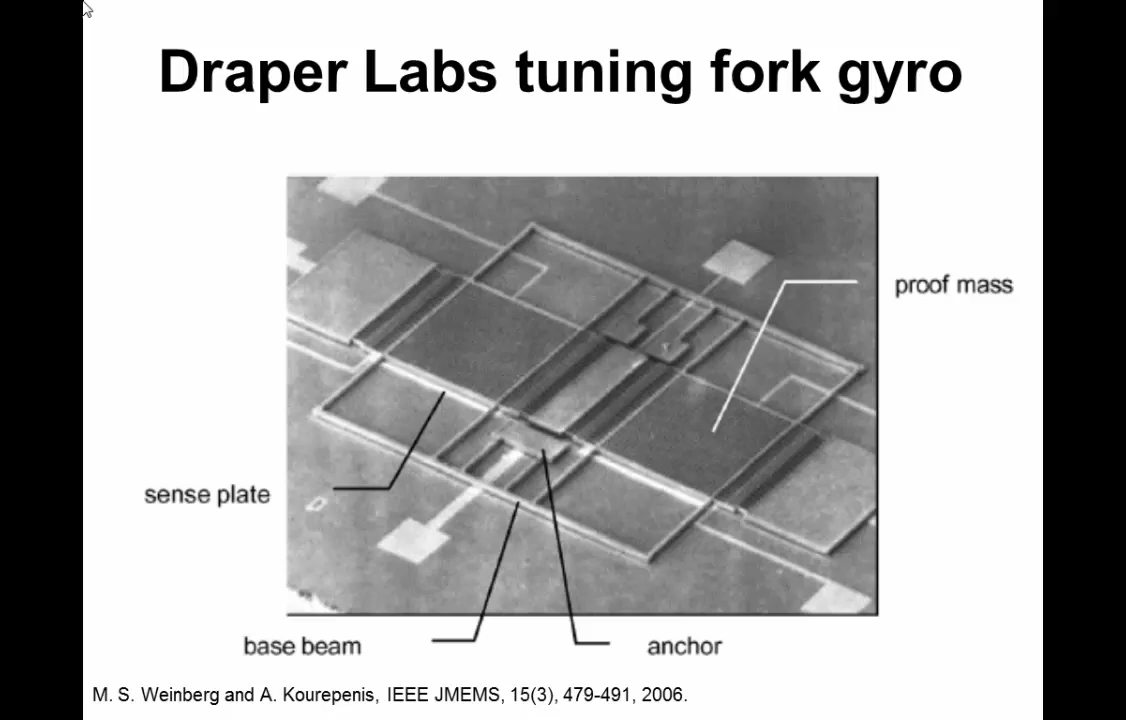 Draper Labs tuning fork gyro
proof mass
sense plate
base beam
anchor
M. S. Weinberg and A. Kourepenis, IEEE JMEMS, 15(3), 479-491, 2006.